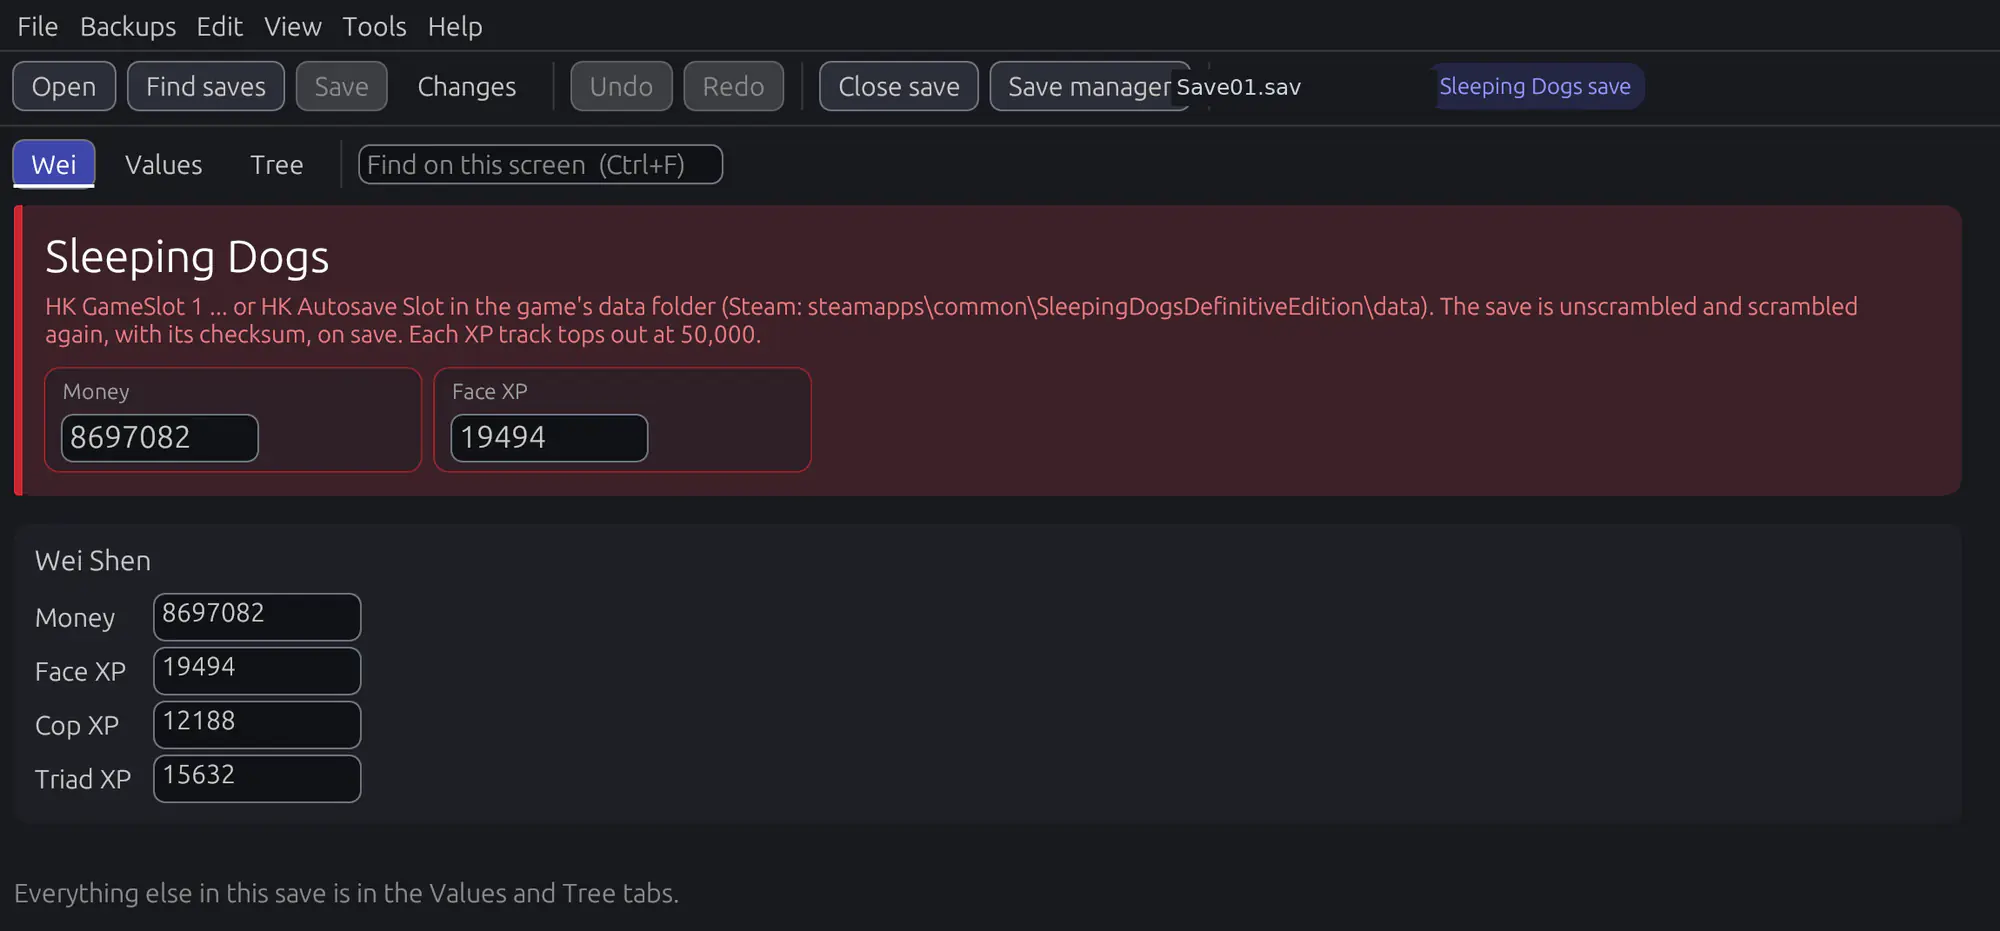 File Backups Edit View Tools Help
Open Find saves Save Changes Undo Redo Close save Save manager Save01.sav Sleeping Dogs save
Wei Values Tree Find on this screen (Ctrl+F)
Sleeping Dogs
HK GameSlot 1 ... or HK Autosave Slot in the game's data folder (Steam: steamapps\common\SleepingDogsDefinitiveEdition\data). The save is unscrambled and scrambled
again, with its checksum, on save. Each XP track tops out at 50,000.
Money Face XP
8697082 19494
Wei Shen
Money 8697082
Face XP 19494
Cop XP 12188
Triad XP 15632
Everything else in this save is in the Values and Tree tabs.